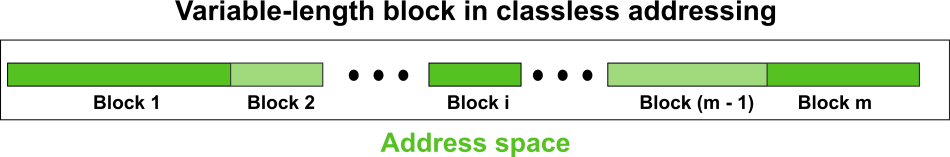 Variable-length block in classless addressing
Block 1 Block 2 Block i Block (m - 1) Block m
Address space